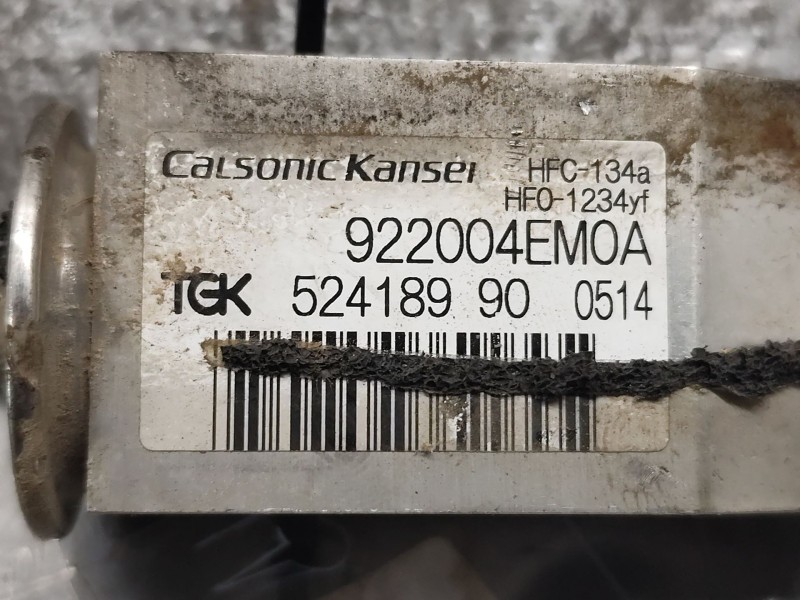 CALSONIC KANSEI HFC-134a
HFO-1234yf
922004EM0A
TGK 524189 90 0514